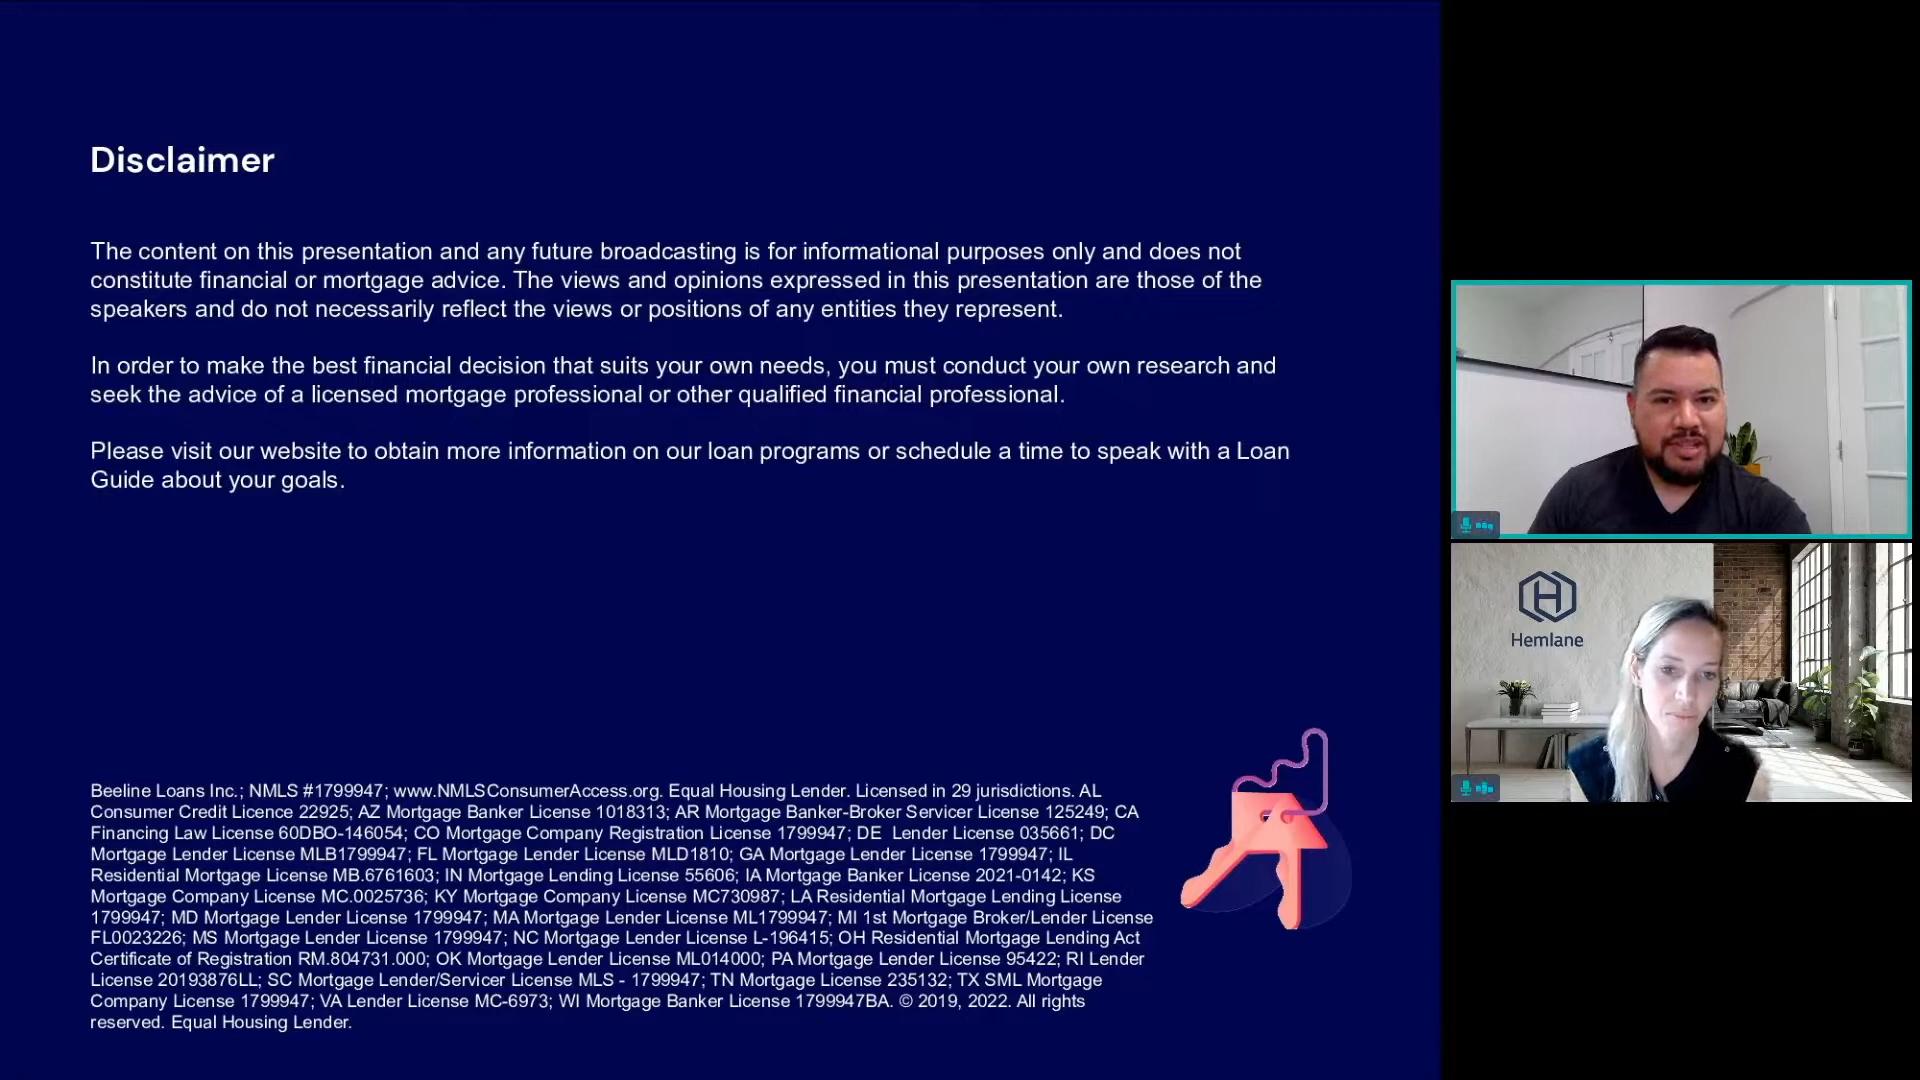 Disclaimer
The content on this presentation and any future broadcasting is for informational purposes only and does not
constitute financial or mortgage advice. The views and opinions expressed in this presentation are those of the
speakers and do not necessarily reflect the views or positions of any entities they represent.
In order to make the best financial decision that suits your own needs, you must conduct your own research and
seek the advice of a licensed mortgage professional or other qualified financial professional.
Please visit our website to obtain more information on our loan programs or schedule a time to speak with a Loan
Guide about your goals.
Beeline Loans Inc.; NMLS #1799947; www.NMLSConsumerAccess.org. Equal Housing Lender. Licensed in 29 jurisdictions. AL
Consumer Credit Licence 22925; AZ Mortgage Banker License 1018313; AR Mortgage Banker-Broker Servicer License 125249; CA
Financing Law License 60DBO-146054; CO Mortgage Company Registration License 1799947; DE  Lender License 035661; DC
Mortgage Lender License MLB1799947; FL Mortgage Lender License MLD1810; GA Mortgage Lender License 1799947; IL
Residential Mortgage License MB.6761603; IN Mortgage Lending License 55606; IA Mortgage Banker License 2021-0142; KS
Mortgage Company License MC.0025736; KY Mortgage Company License MC730987; LA Residential Mortgage Lending License
1799947; MD Mortgage Lender License 1799947; MA Mortgage Lender License ML1799947; MI 1st Mortgage Broker/Lender License
FL0023226; MS Mortgage Lender License 1799947; NC Mortgage Lender License L-196415; OH Residential Mortgage Lending Act
Certificate of Registration RM.804731.000; OK Mortgage Lender License ML014000; PA Mortgage Lender License 95422; RI Lender
License 20193876LL; SC Mortgage Lender/Servicer License MLS - 1799947; TN Mortgage License 235132; TX SML Mortgage
Company License 1799947; VA Lender License MC-6973; WI Mortgage Banker License 1799947BA. © 2019, 2022. All rights
reserved. Equal Housing Lender.
Hemlane